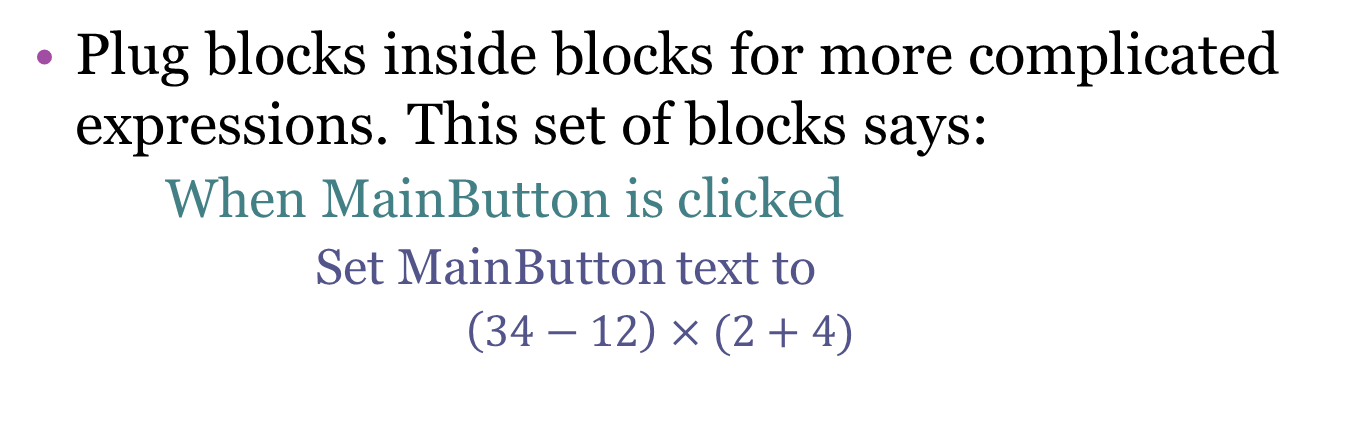 • Plug blocks inside blocks for more complicated
expressions. This set of blocks says:
When MainButton is clicked
Set MainButton text to
(34 − 12) × (2 + 4)